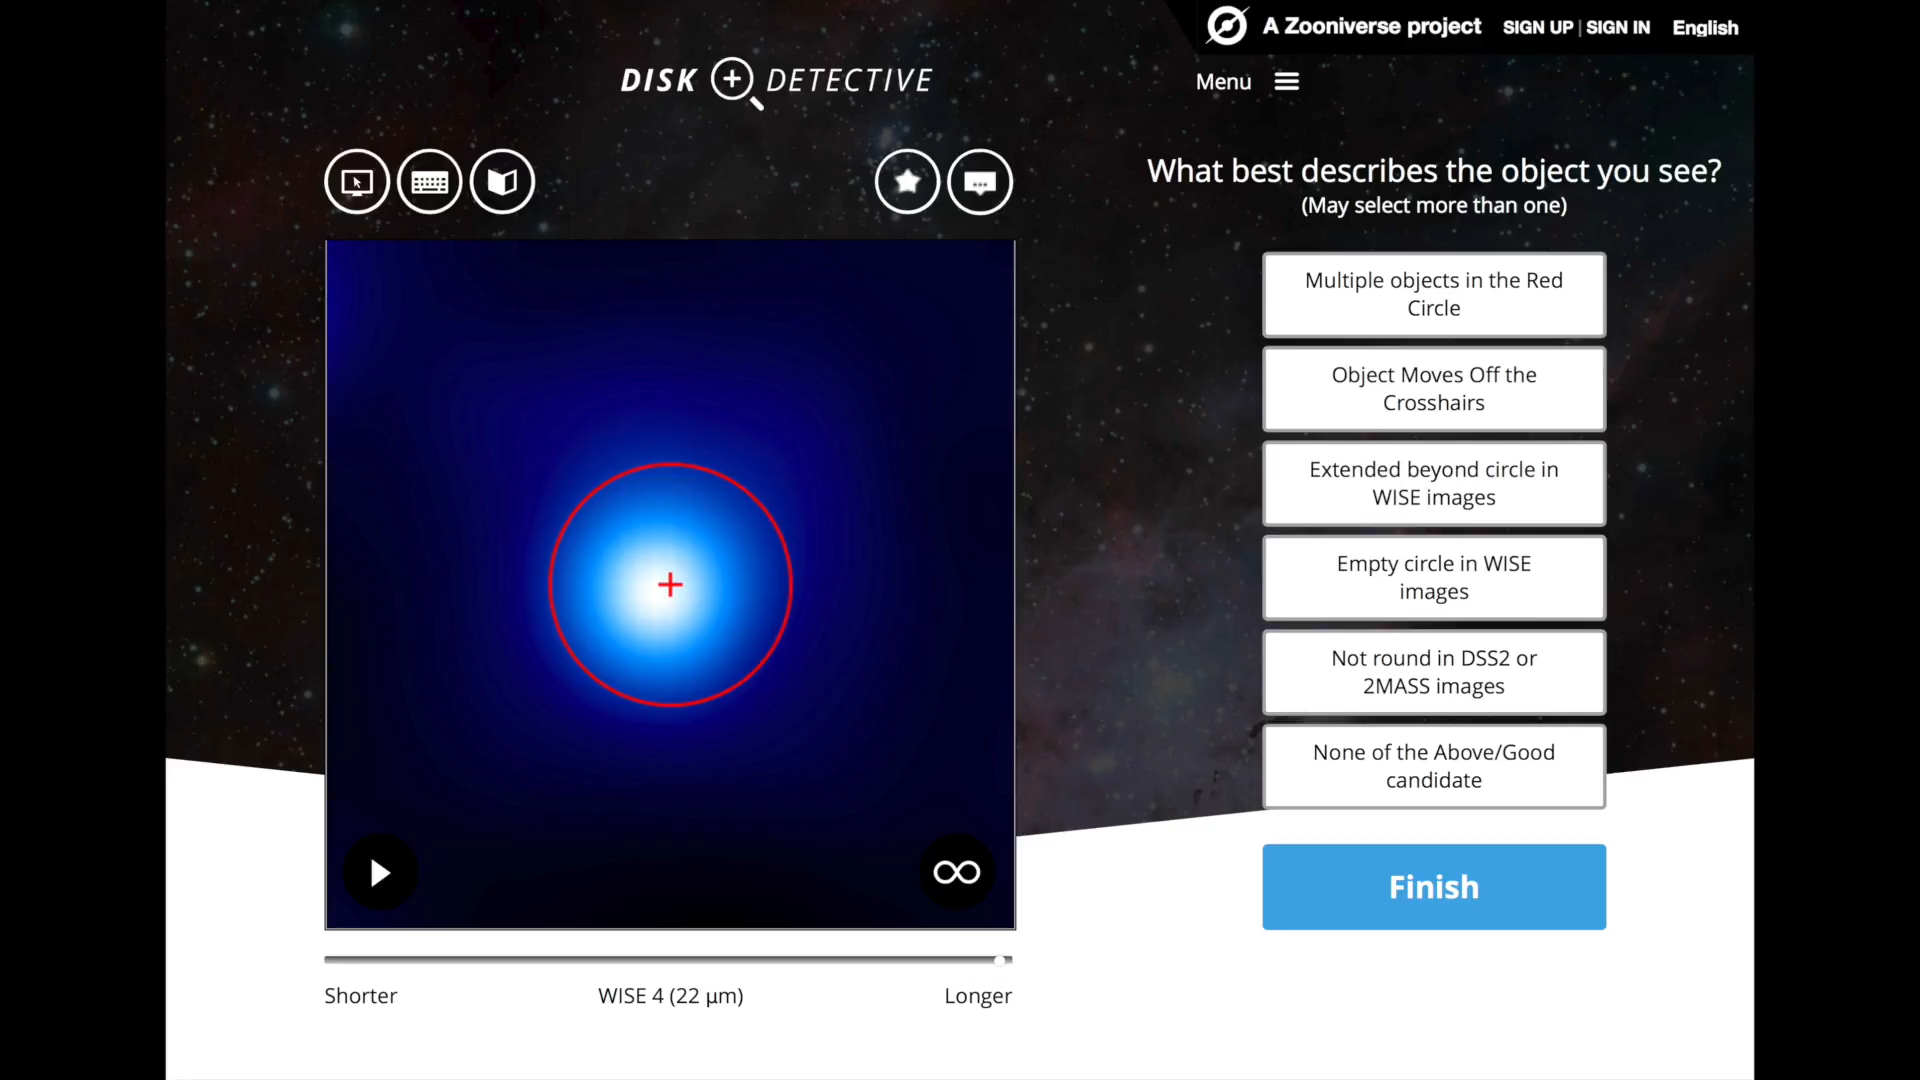 A Zooniverse project SIGN UP | SIGN IN English
DISK DETECTIVE
Menu
What best describes the object you see?
(May select more than one)
Multiple objects in the Red
Circle
Object Moves Off the
Crosshairs
Extended beyond circle in
WISE images
Empty circle in WISE
images
Not round in DSS2 or
2MASS images
None of the Above/Good
candidate
Finish
Shorter WISE 4 (22 μm) Longer